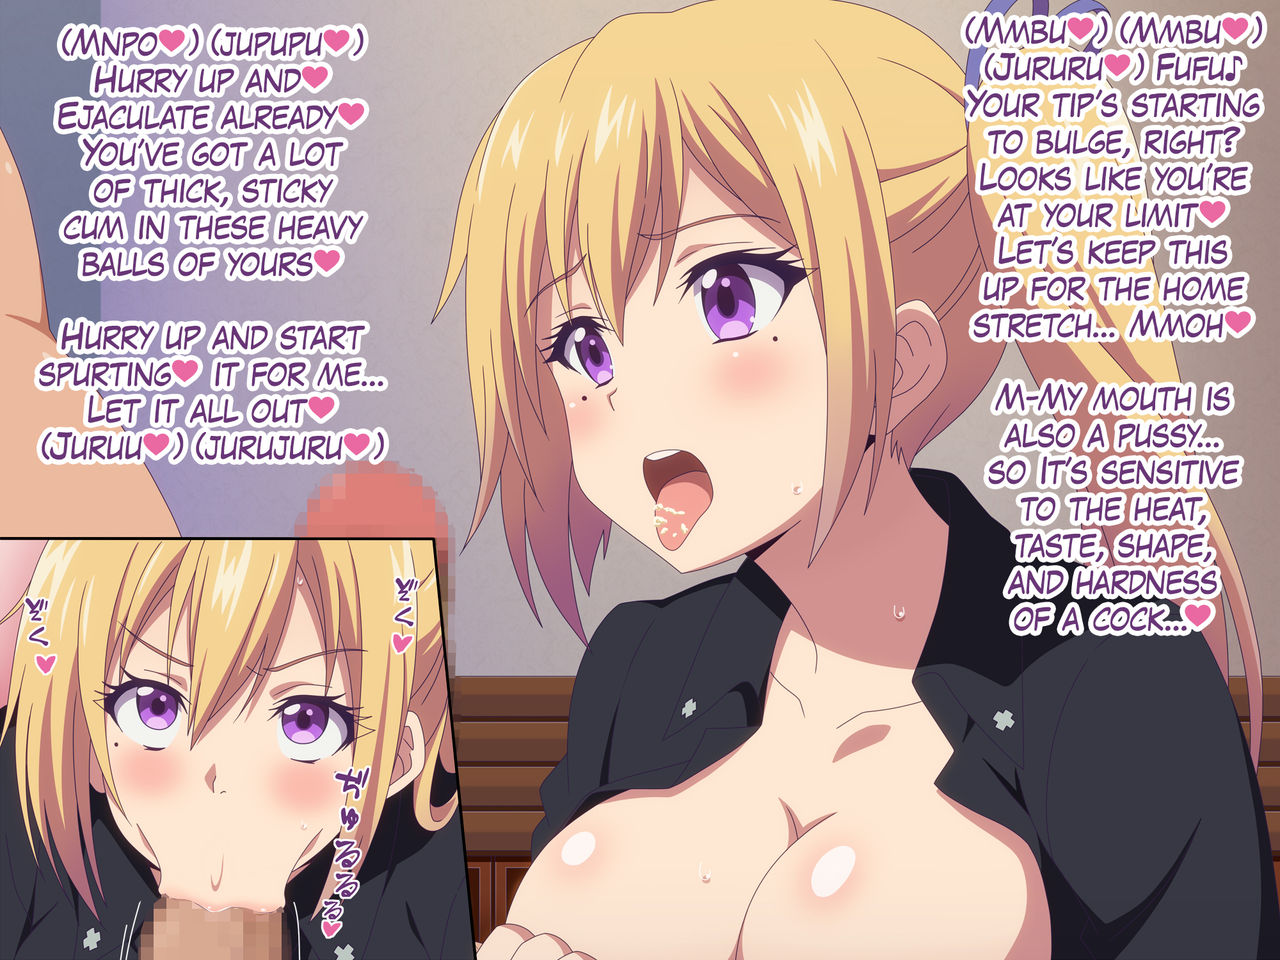 (Mnpo♥) (jupupu♥)
Hurry up and♥
Ejaculate already♥
You've got a lot
of thick, sticky
cum in these heavy
balls of yours♥
Hurry up and start
spurting♥ It for me...
Let it all out♥
(Juruu♥) (jurujuru♥)
(Mmbu♥) (Mmbu♥)
(Jururu♥) Fufu♪
Your tip's starting
to bulge, right?
Looks like you're
at your limit♥
Let's keep this
up for the home
stretch... Mmoh♥
M-My mouth is
also a pussy...
so It's sensitive
to the heat,
taste, shape,
and hardness
of a cock...♥
ぞくく♥
ぞくく♥
ぢゅるるるる♥